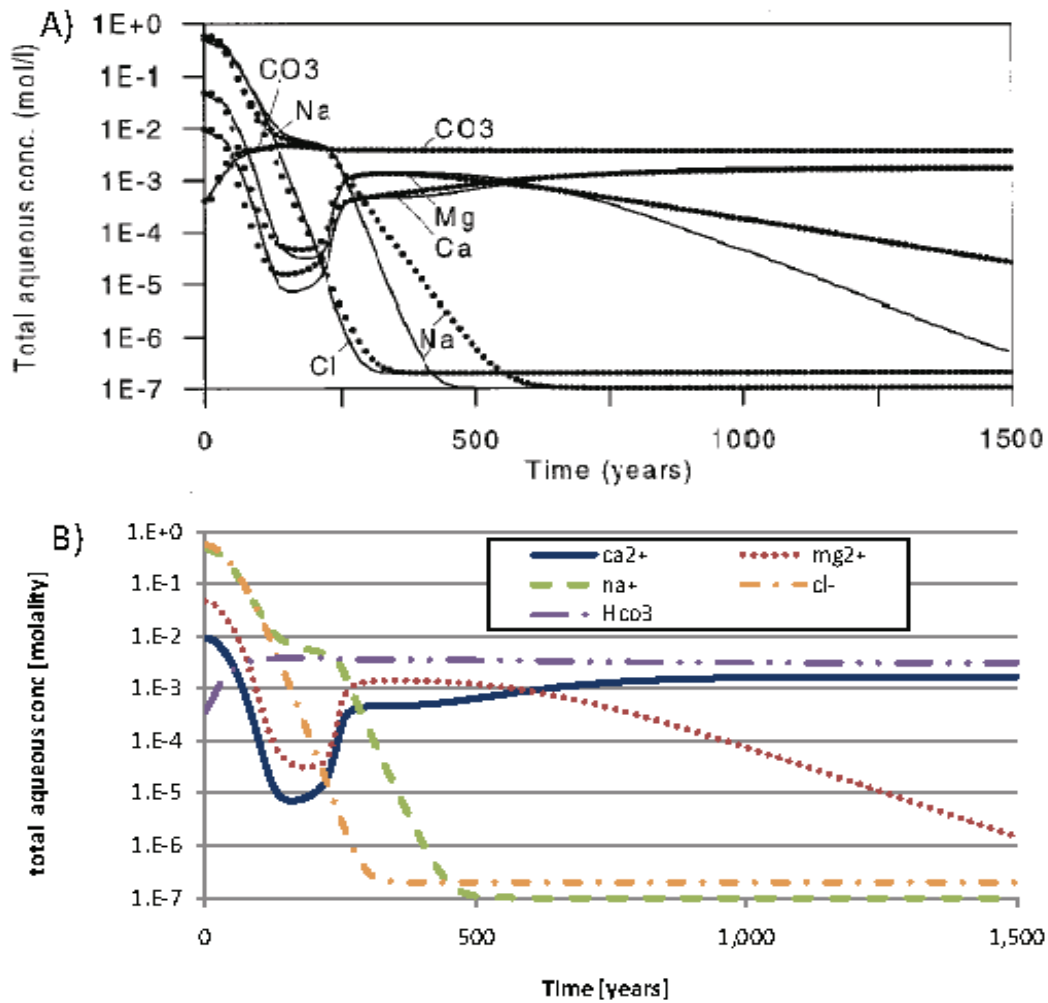 A}
Total aqueous conc. (mol/l)
1E+0
1E-1
1E-2
1E-3
1E-4
1E-5
1E-6
1E-7
CO3
Na
CO3
Mg
Ca
Na
Cl
0
500
1000
1500
Time (years)
B}
total aqueous conc [molality]
1.E+0
1.E-1
1.E-2
1.E-3
1.E-4
1.E-5
1.E-6
1.E-7
ca2+ mg2+
na+ cl-
Hco3
0
500
1,000
1,500
Time [years]